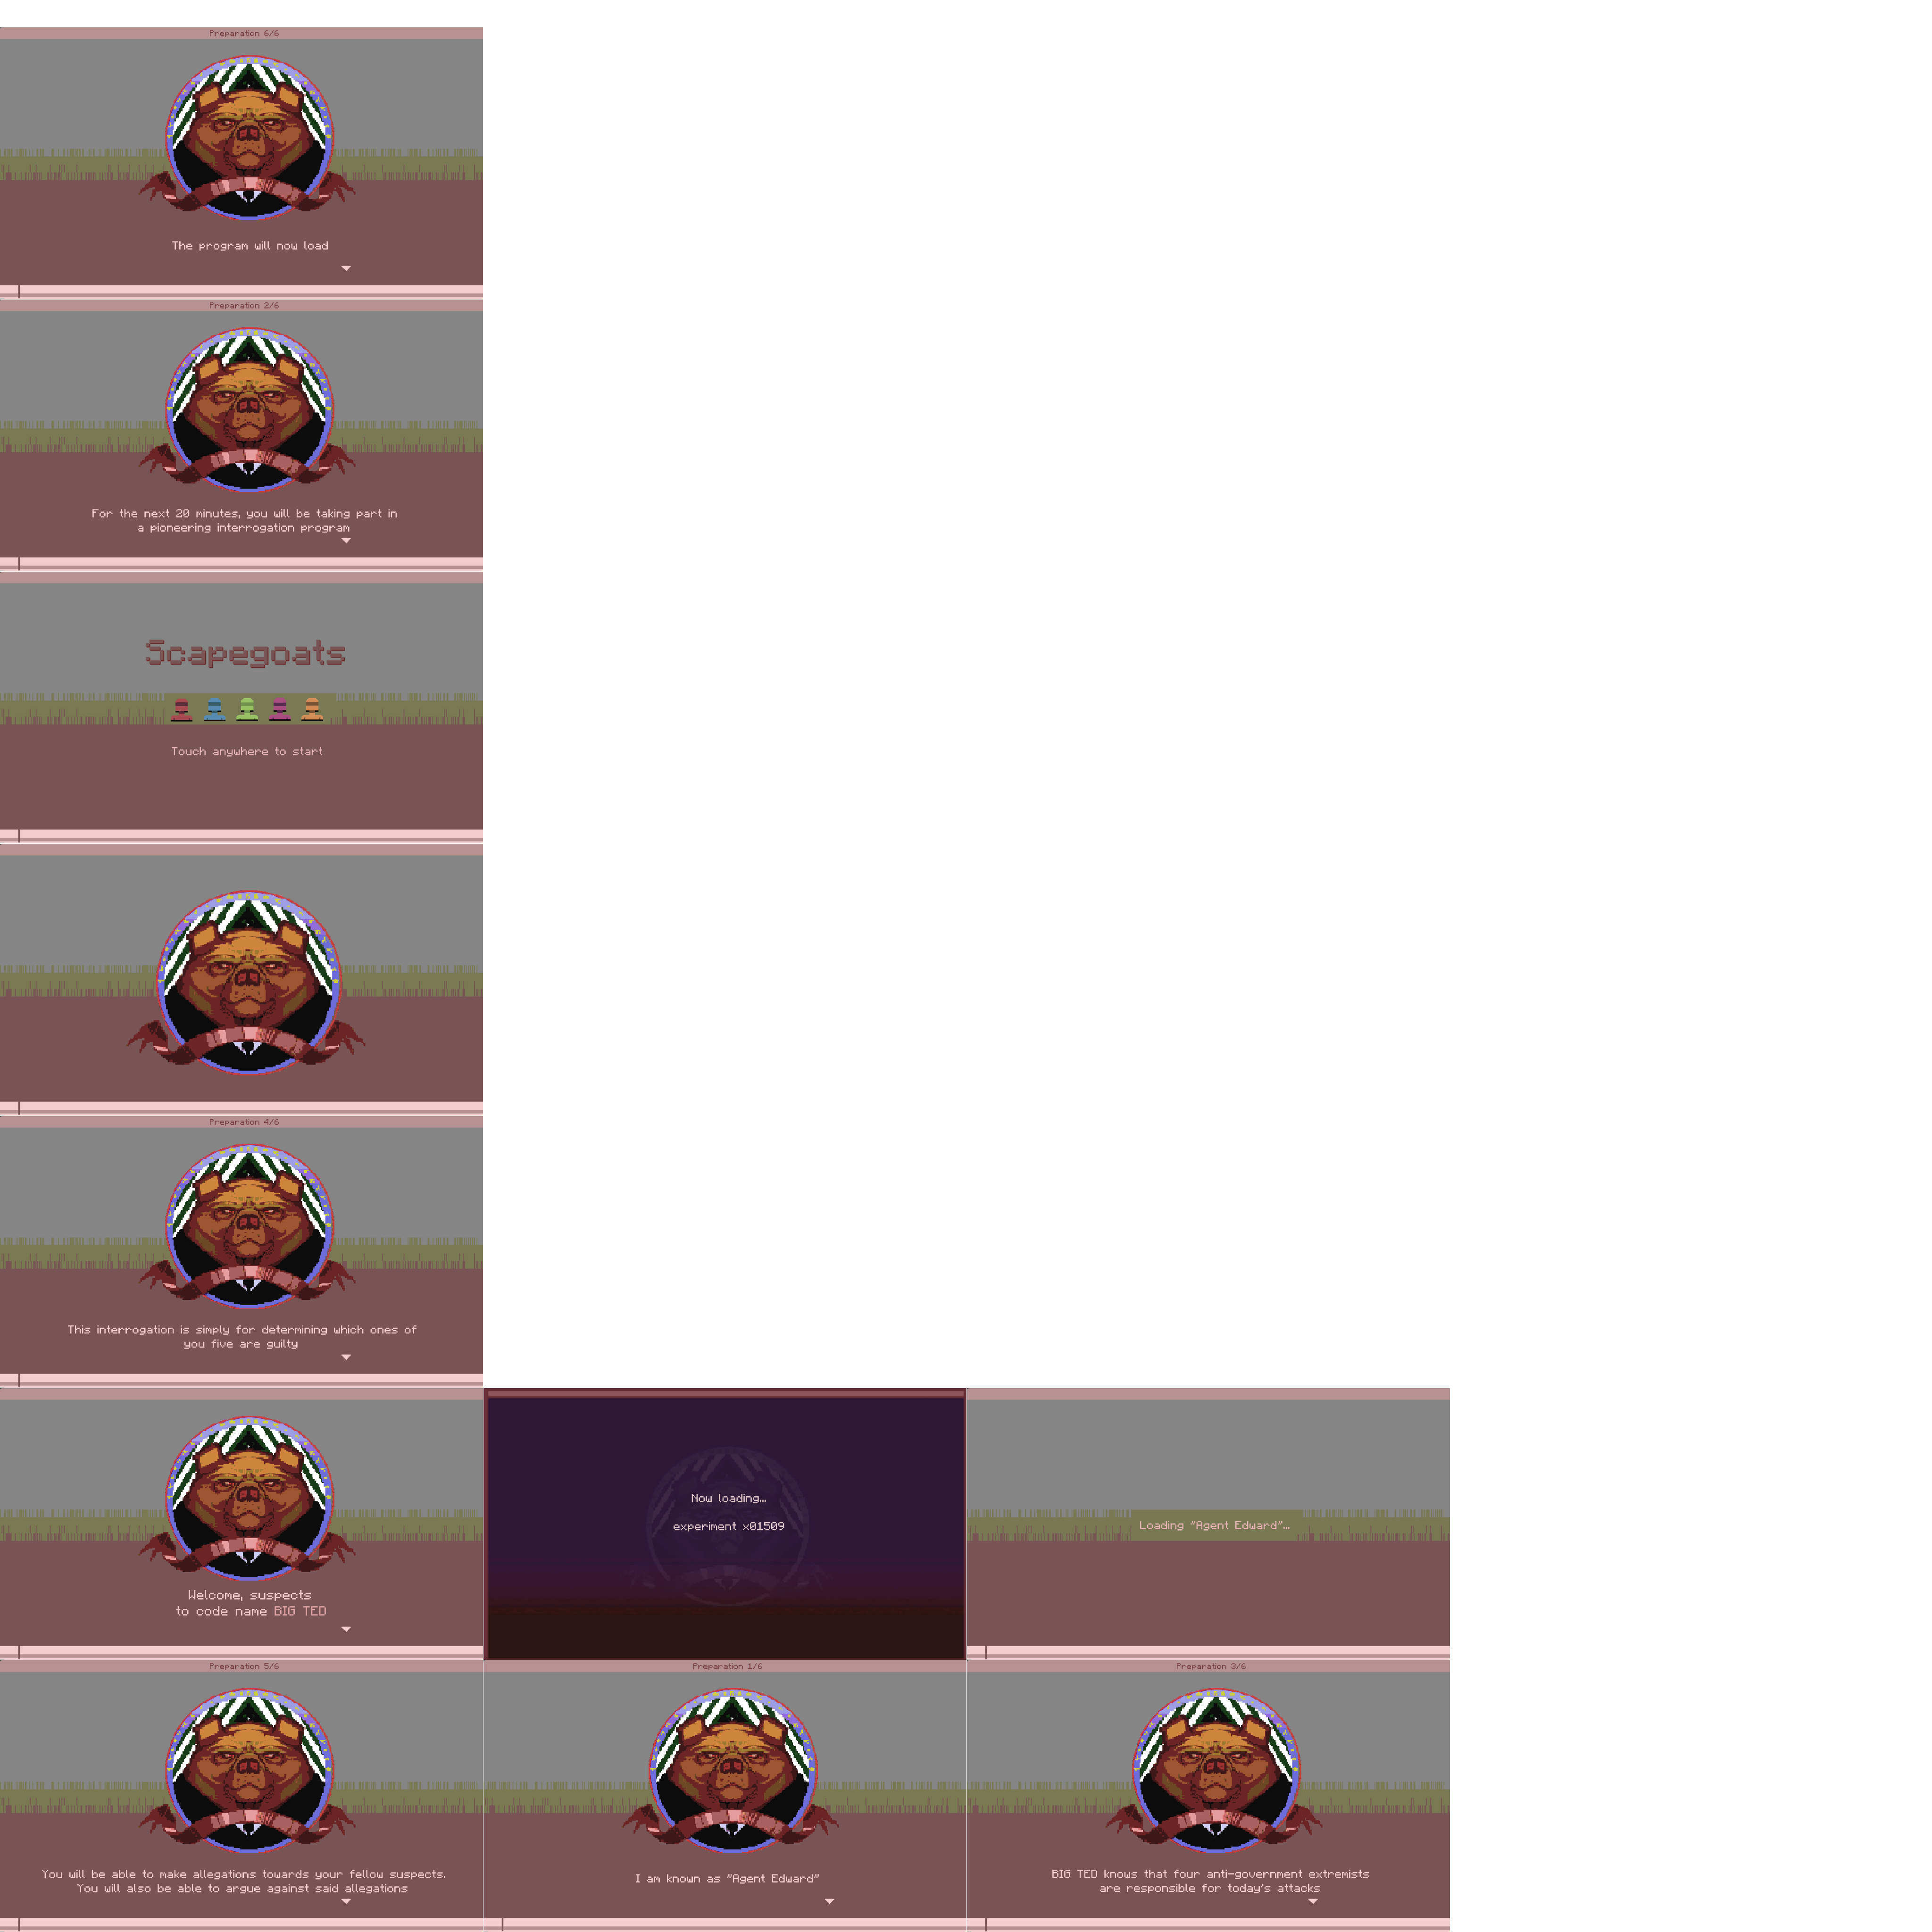 Preparation 6/6
The program will now load
Preparation 2/6
For the next 20 minutes, you will be taking part in
a pioneering interrogation program
Scapegoats
Touch anywhere to start
Preparation 4/6
This interrogation is simply for determining which ones of
you five are guilty
Welcome, suspects
to code name BIG TED
Now loading...
experiment x01509
Loading "Agent Edward"...
Preparation 5/6
You will be able to make allegations towards your fellow suspects.
You will also be able to argue against said allegations
Preparation 1/6
I am known as "Agent Edward"
Preparation 3/6
BIG TED knows that four anti-government extremists
are responsible for today's attacks